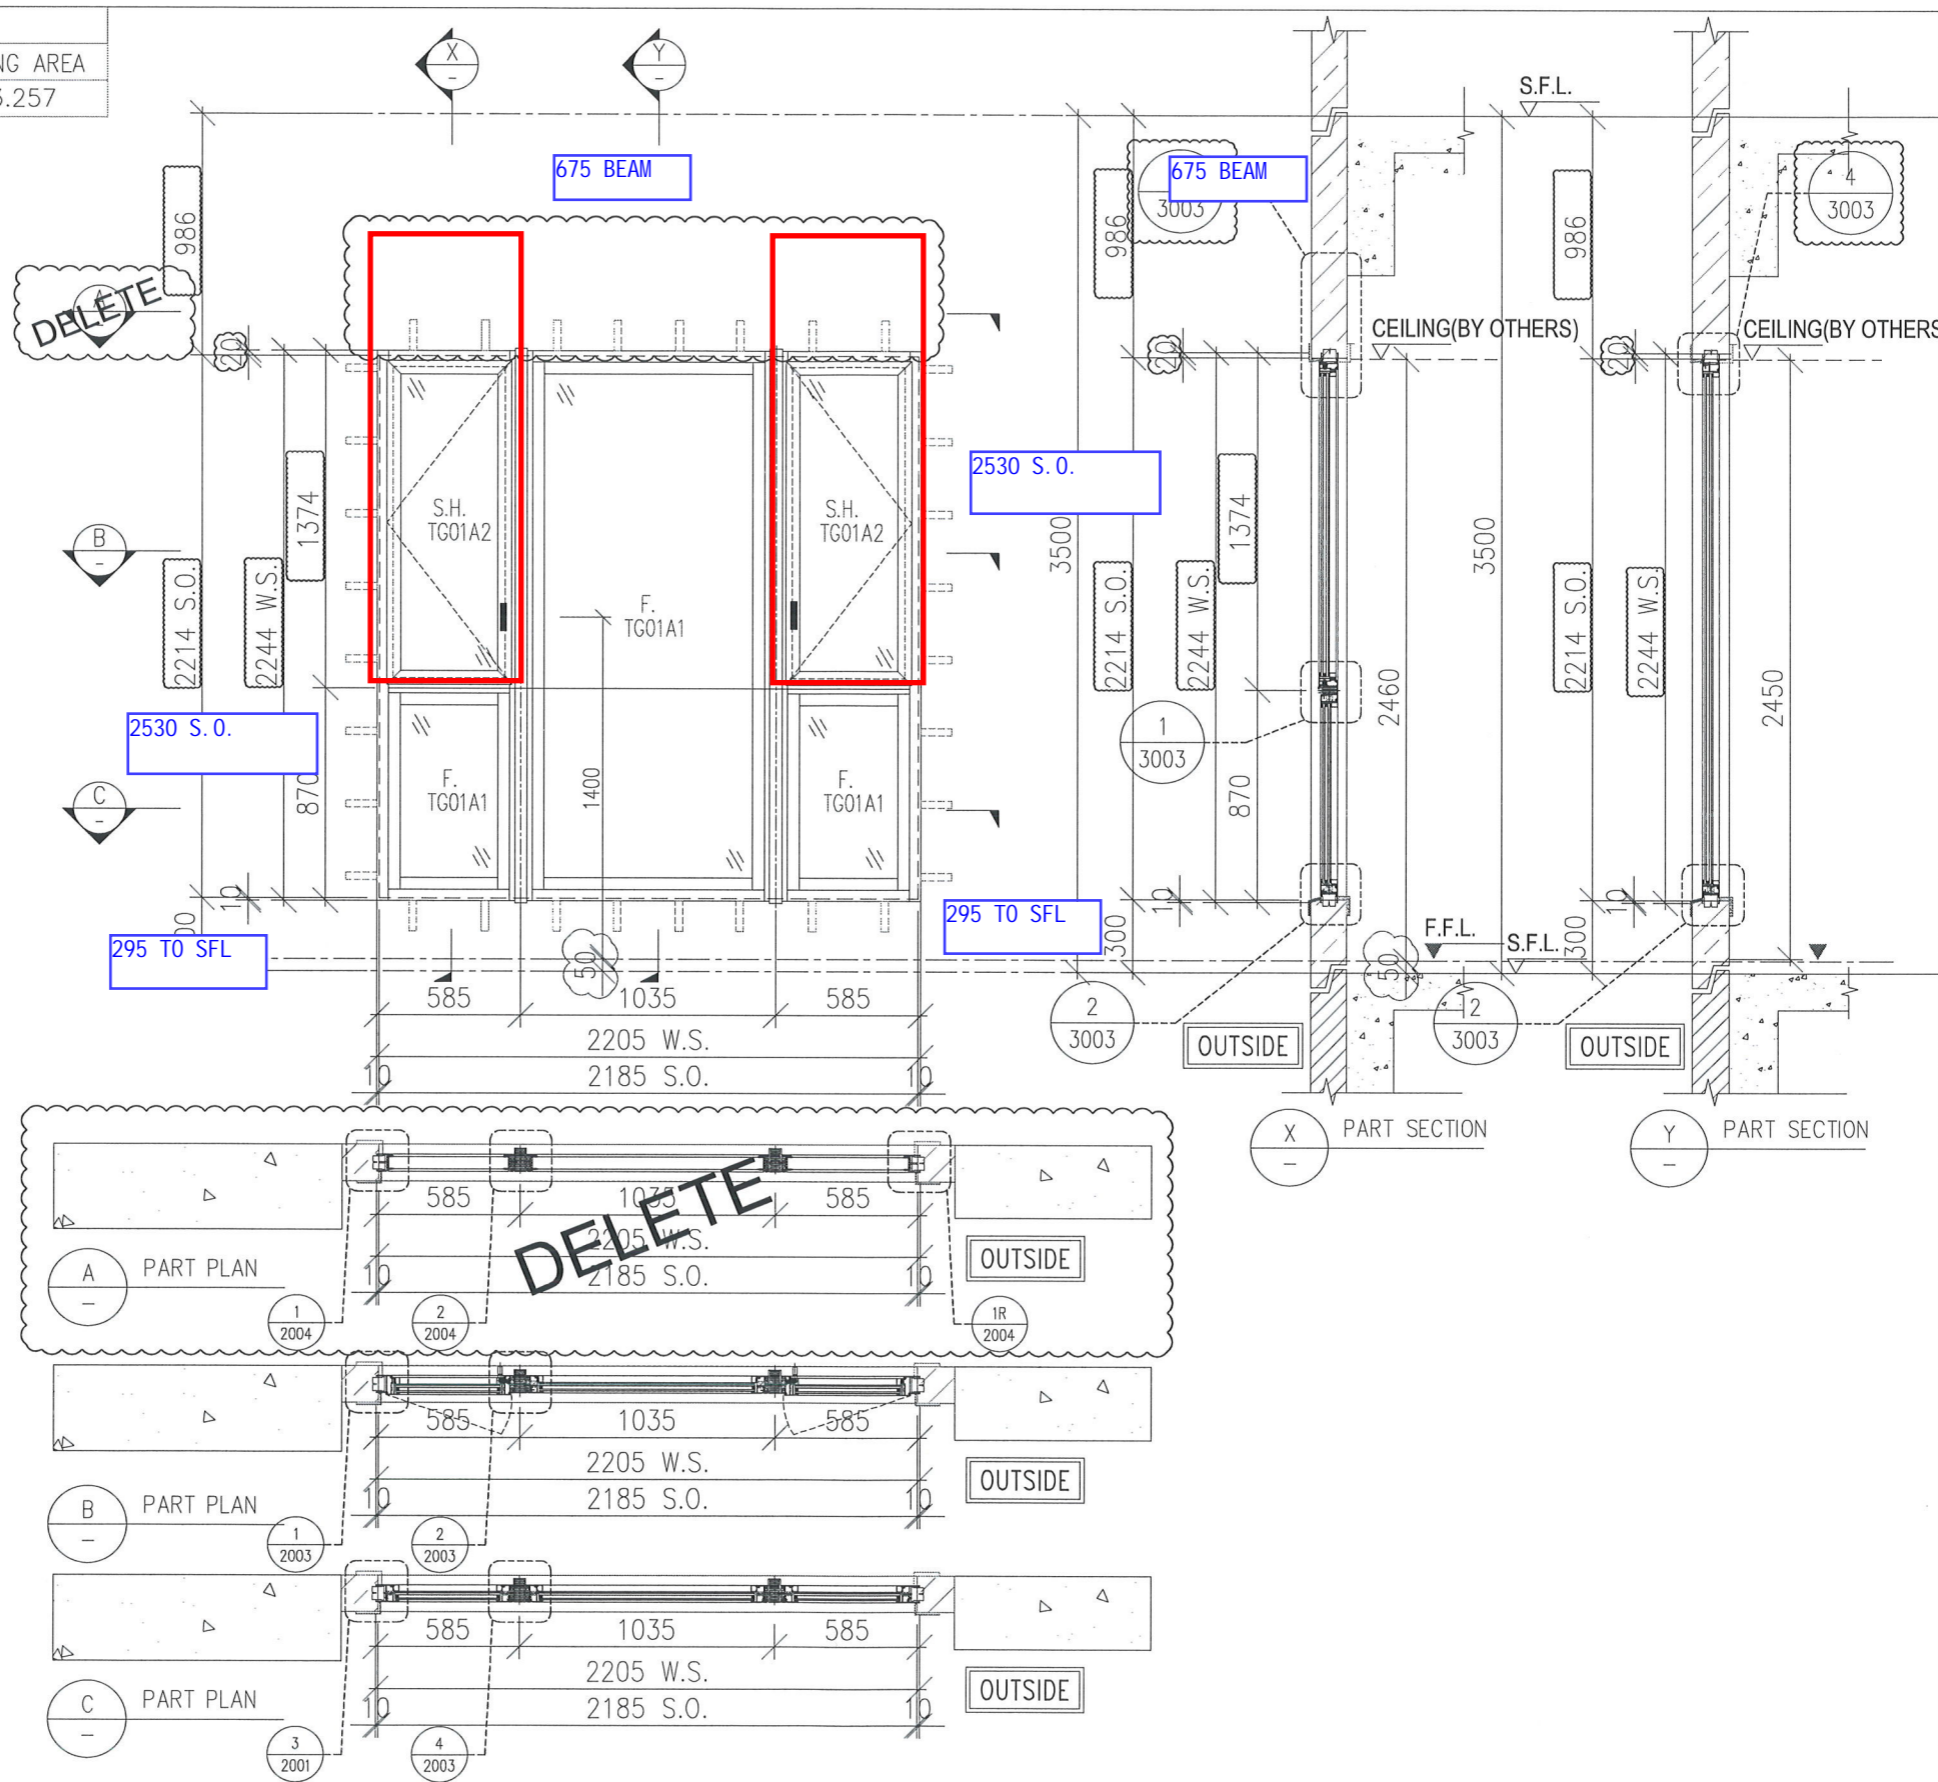 NG AREA
.257
X
-
Y
-
675 BEAM
986
DELETE
20
1374
2214 S.O.
2244 W.S.
B
-
2530 S.O.
870
C
-
10
295 TO SFL
S.H.
TG01A2
F.
TG01A1
S.H.
TG01A2
F.
TG01A1
1400
F.
TG01A1
50
585
1035
585
2205 W.S.
10
2185 S.O.
10
2530 S.O.
295 TO SFL
3500
986
3003
675 BEAM
20
1374
2214 S.O.
2244 W.S.
1
3003
870
10
300
CEILING(BY OTHERS)
2460
F.F.L.
S.F.L.
50
2
3003
OUTSIDE
X
-
PART SECTION
S.F.L.
3500
986
4
3003
20
CEILING(BY OTHERS
2214 S.O.
2244 W.S.
2450
10
300
2
3003
OUTSIDE
Y
-
PART SECTION
585
1035
585
2205 W.S.
10
2185 S.O.
10
DELETE
OUTSIDE
A
-
PART PLAN
1
2004
2
2004
1R
2004
585
1035
585
2205 W.S.
10
2185 S.O.
10
OUTSIDE
B
-
PART PLAN
1
2003
2
2003
585
1035
585
2205 W.S.
10
2185 S.O.
10
OUTSIDE
C
-
PART PLAN
3
2001
4
2003